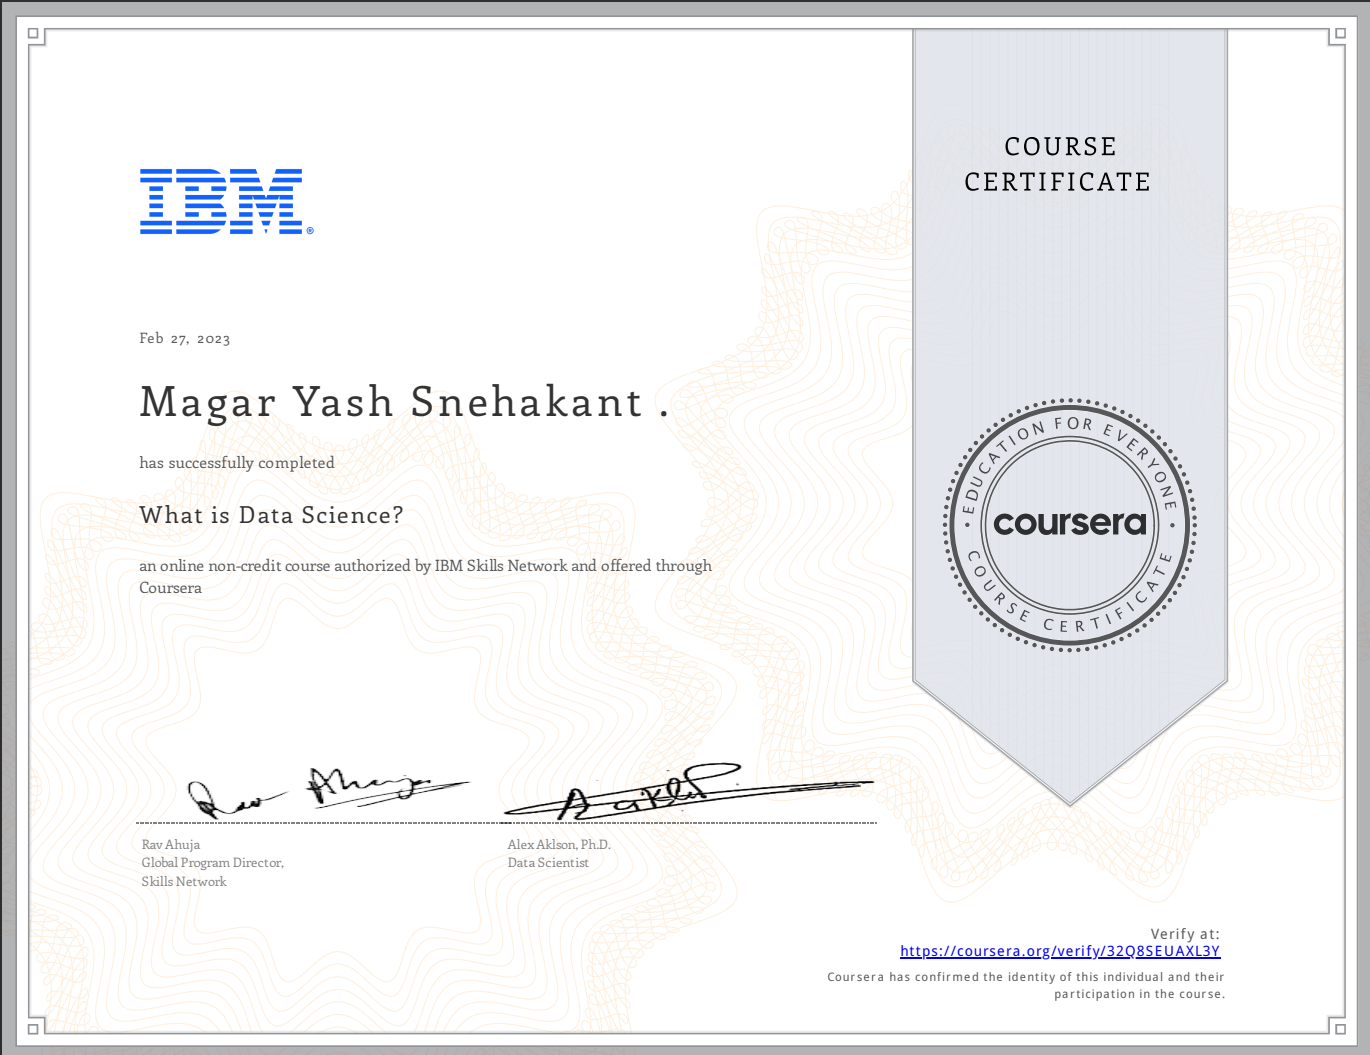 COURSE
CERTIFICATE
IBM®
Feb 27, 2023
Magar Yash Snehakant .
has successfully completed
What is Data Science?
an online non-credit course authorized by IBM Skills Network and offered through
Coursera
EDUCATION FOR EVERYONE
coursera
COURSE CERTIFICATE
Rav Ahuja
Global Program Director,
Skills Network
Alex Aklson, Ph.D.
Data Scientist
Verify at:
https://coursera.org/verify/32Q8SEUAXL3Y
Coursera has confirmed the identity of this individual and their
participation in the course.